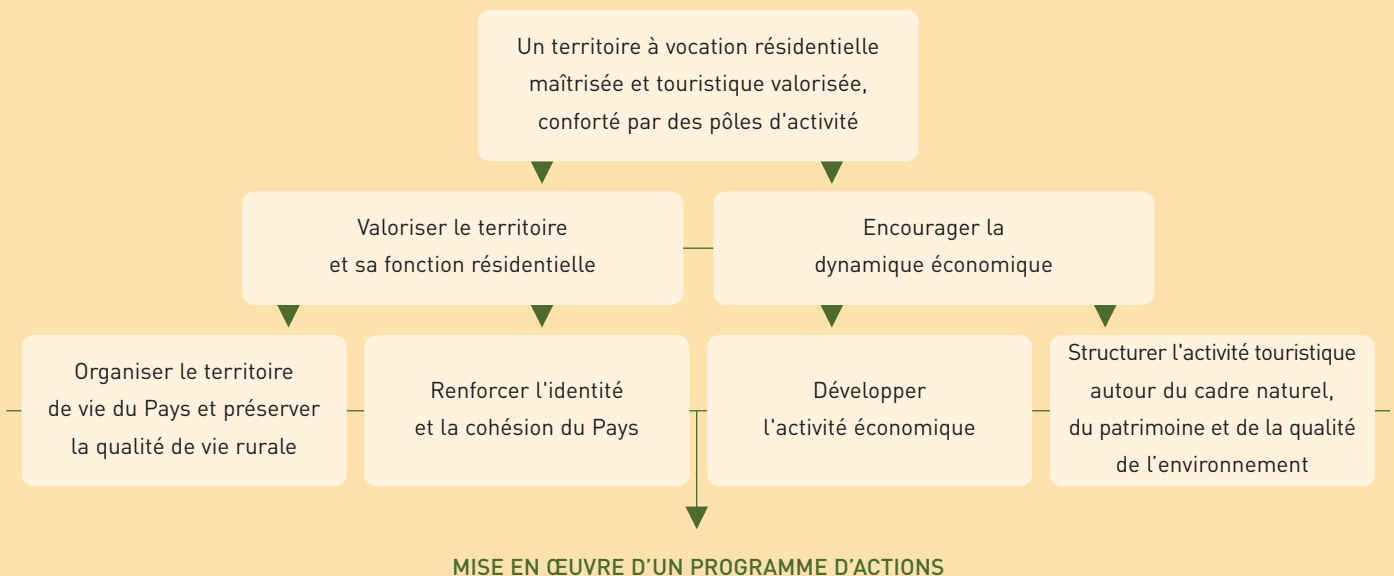 Un territoire à vocation résidentielle
maîtrisée et touristique valorisée,
conforté par des pôles d'activité
Valoriser le territoire
et sa fonction résidentielle
Encourager la
dynamique économique
Organiser le territoire
de vie du Pays et préserver
la qualité de vie rurale
Renforcer l'identité
et la cohésion du Pays
Développer
l'activité économique
Structurer l'activité touristique
autour du cadre naturel,
du patrimoine et de la qualité
de l’environnement
MISE EN ŒUVRE D’UN PROGRAMME D’ACTIONS